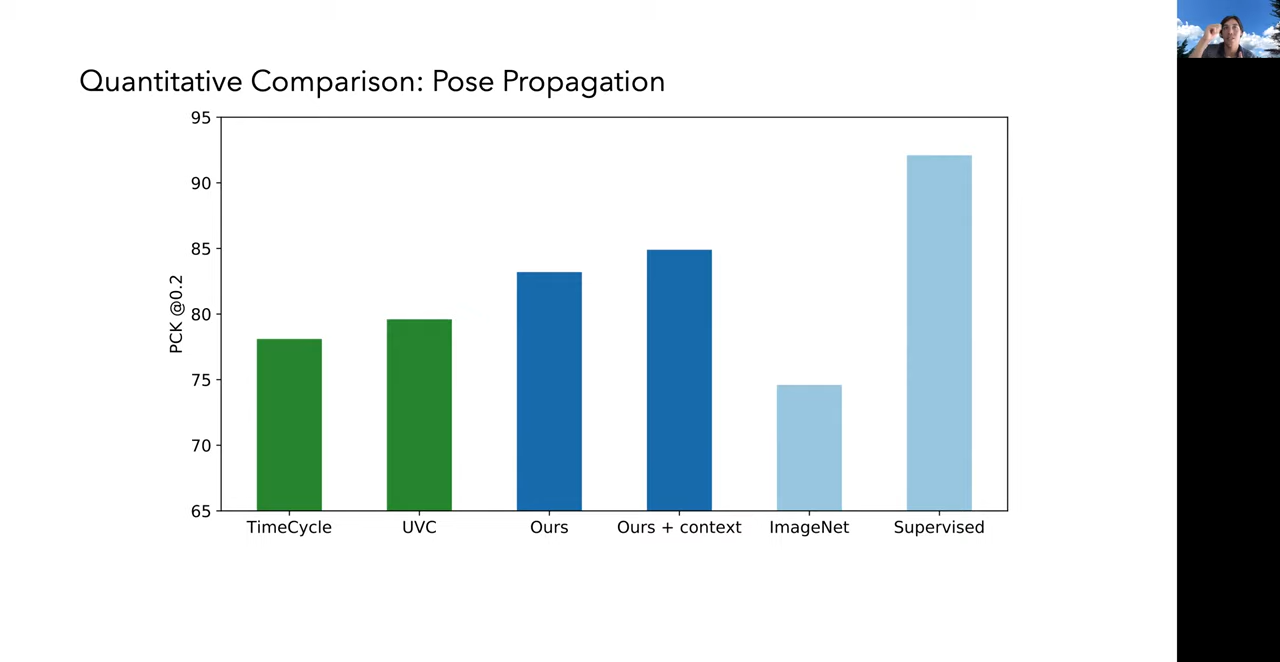 Quantitative Comparison: Pose Propagation
95
90
85
80
75
70
65
PCK @0.2
TimeCycle UVC Ours Ours + context ImageNet Supervised